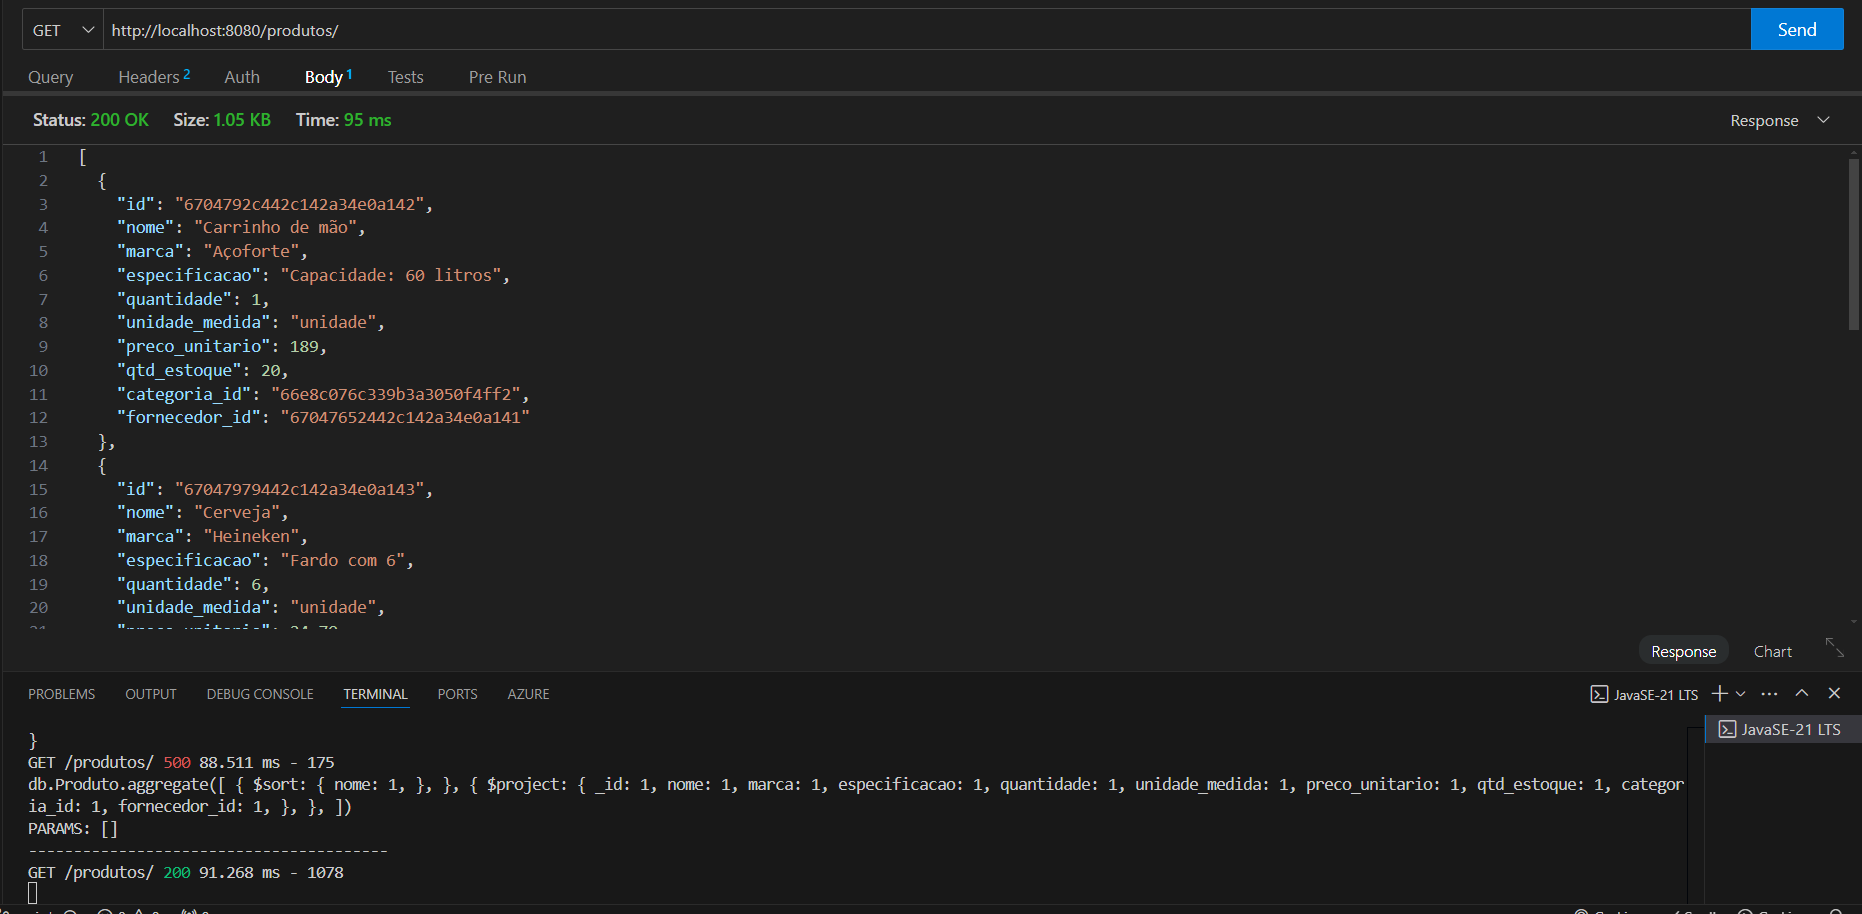 GET http://localhost:8080/produtos/ Send
Query Headers 2 Auth Body 1 Tests Pre Run
Status: 200 OK Size: 1.05 KB Time: 95 ms Response
1 [
2 {
3 "id": "6704792c442c142a34e0a142",
4 "nome": "Carrinho de mão",
5 "marca": "Açoforte",
6 "especificacao": "Capacidade: 60 litros",
7 "quantidade": 1,
8 "unidade_medida": "unidade",
9 "preco_unitario": 189,
10 "qtd_estoque": 20,
11 "categoria_id": "66e8c076c339b3a3050f4ff2",
12 "fornecedor_id": "67047652442c142a34e0a141"
13 },
14 {
15 "id": "67047979442c142a34e0a143",
16 "nome": "Cerveja",
17 "marca": "Heineken",
18 "especificacao": "Fardo com 6",
19 "quantidade": 6,
20 "unidade_medida": "unidade",
Response Chart
PROBLEMS OUTPUT DEBUG CONSOLE TERMINAL PORTS AZURE JavaSE-21 LTS
JavaSE-21 LTS
}
GET /produtos/ 500 88.511 ms - 175
db.Produto.aggregate([ { $sort: { nome: 1, }, }, { $project: { _id: 1, nome: 1, marca: 1, especificacao: 1, quantidade: 1, unidade_medida: 1, preco_unitario: 1, qtd_estoque: 1, categor
ia_id: 1, fornecedor_id: 1, }, }, ])
PARAMS: []
----------------------------------------
GET /produtos/ 200 91.268 ms - 1078